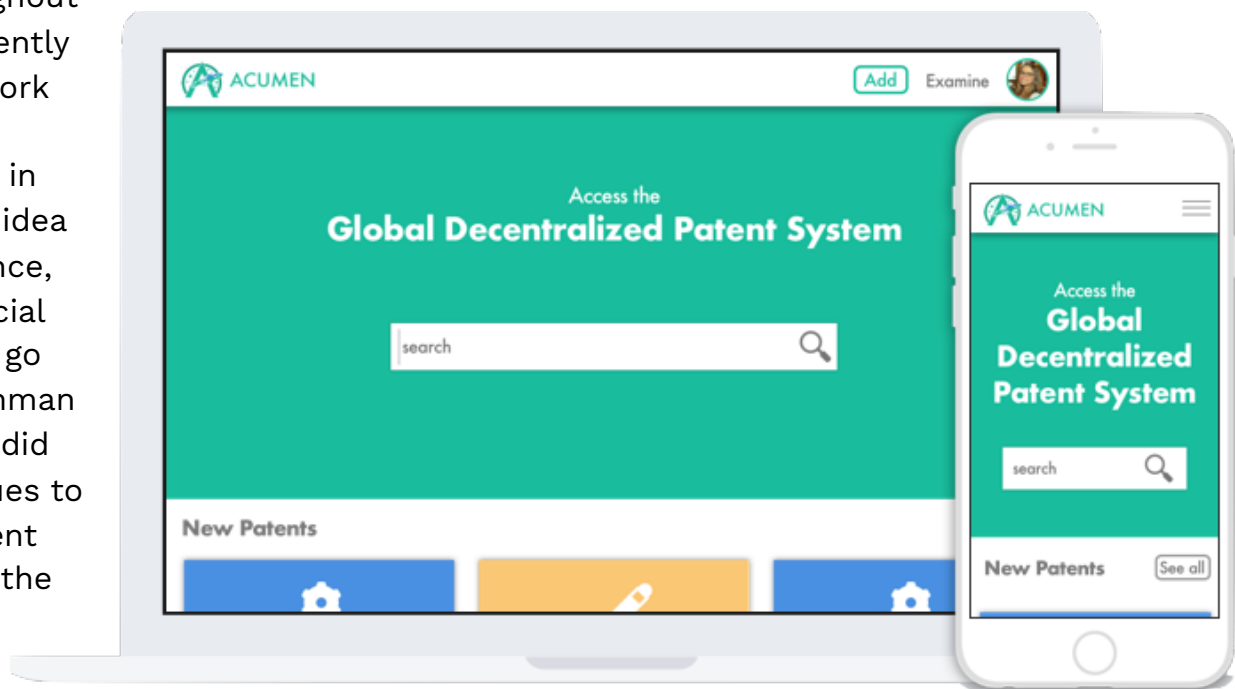 ently
ork
in
idea
nce,
cial
go
nman
did
ues to
ent
the
ACUMEN
Add Examine
Access the
Global Decentralized Patent System
search
New Patents
ACUMEN
Access the
Global
Decentralized
Patent System
search
New Patents See all